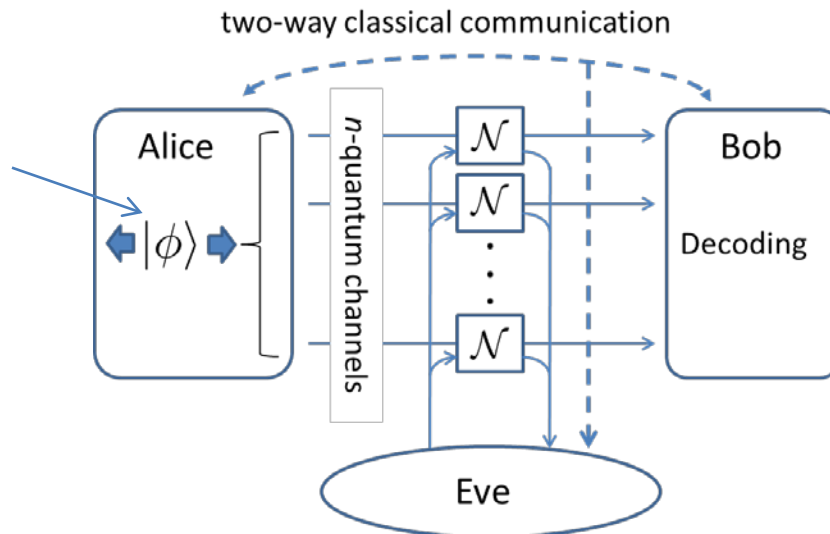 two-way classical communication
Alice
n-quantum channels
𝒩
Bob
|ϕ⟩
𝒩
Decoding
𝒩
Eve